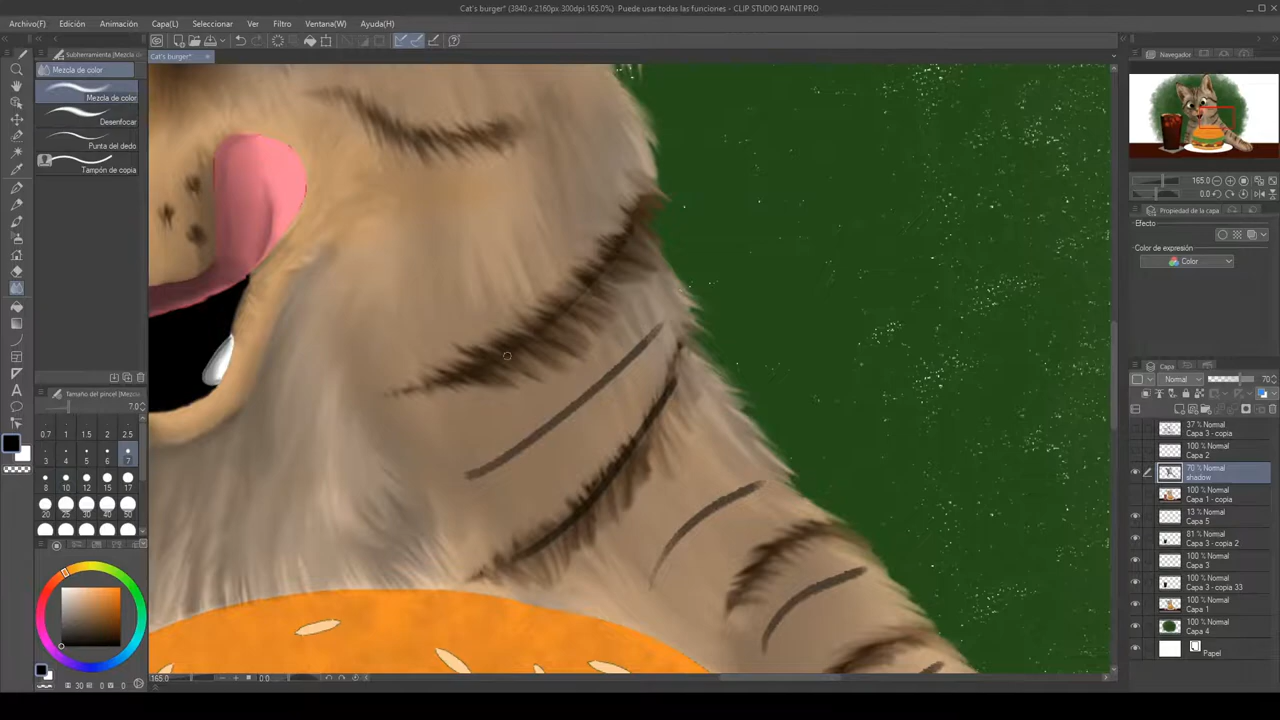 Cat's burger* (3840 x 2160px 300dpi 165.0%) Puede usar todas las funciones - CLIP STUDIO PAINT PRO
Archivo(F) Edición Animación Capa(L) Seleccionar Ver Filtro Ventana(W) Ayuda(H)
Subherramienta [Mezcla d
Cat's burger*
Mezcla de color
Mezcla de color
Desenfocar
Punta del dedo
Tampón de copia
Tamaño del pincel
7.0
0.7 1 1.5 2 2.5
3 4 5 6 7
8 10 12 15 17
20 25 30 40 50
30 0 0
165.0
0.0
Navegador
165.0
0.0
Propiedad de la capa
Efecto
Color de expresión
Color
Capa
Normal 70
37 % Normal
Capa 3 - copia
100 % Normal
Capa 2
70 % Normal
shadow
100 % Normal
Capa 1 - copia
13 % Normal
Capa 5
81 % Normal
Capa 3 - copia 2
100 % Normal
Capa 3
100 % Normal
Capa 3 - copia 33
100 % Normal
Capa 1
100 % Normal
Capa 4
Papel